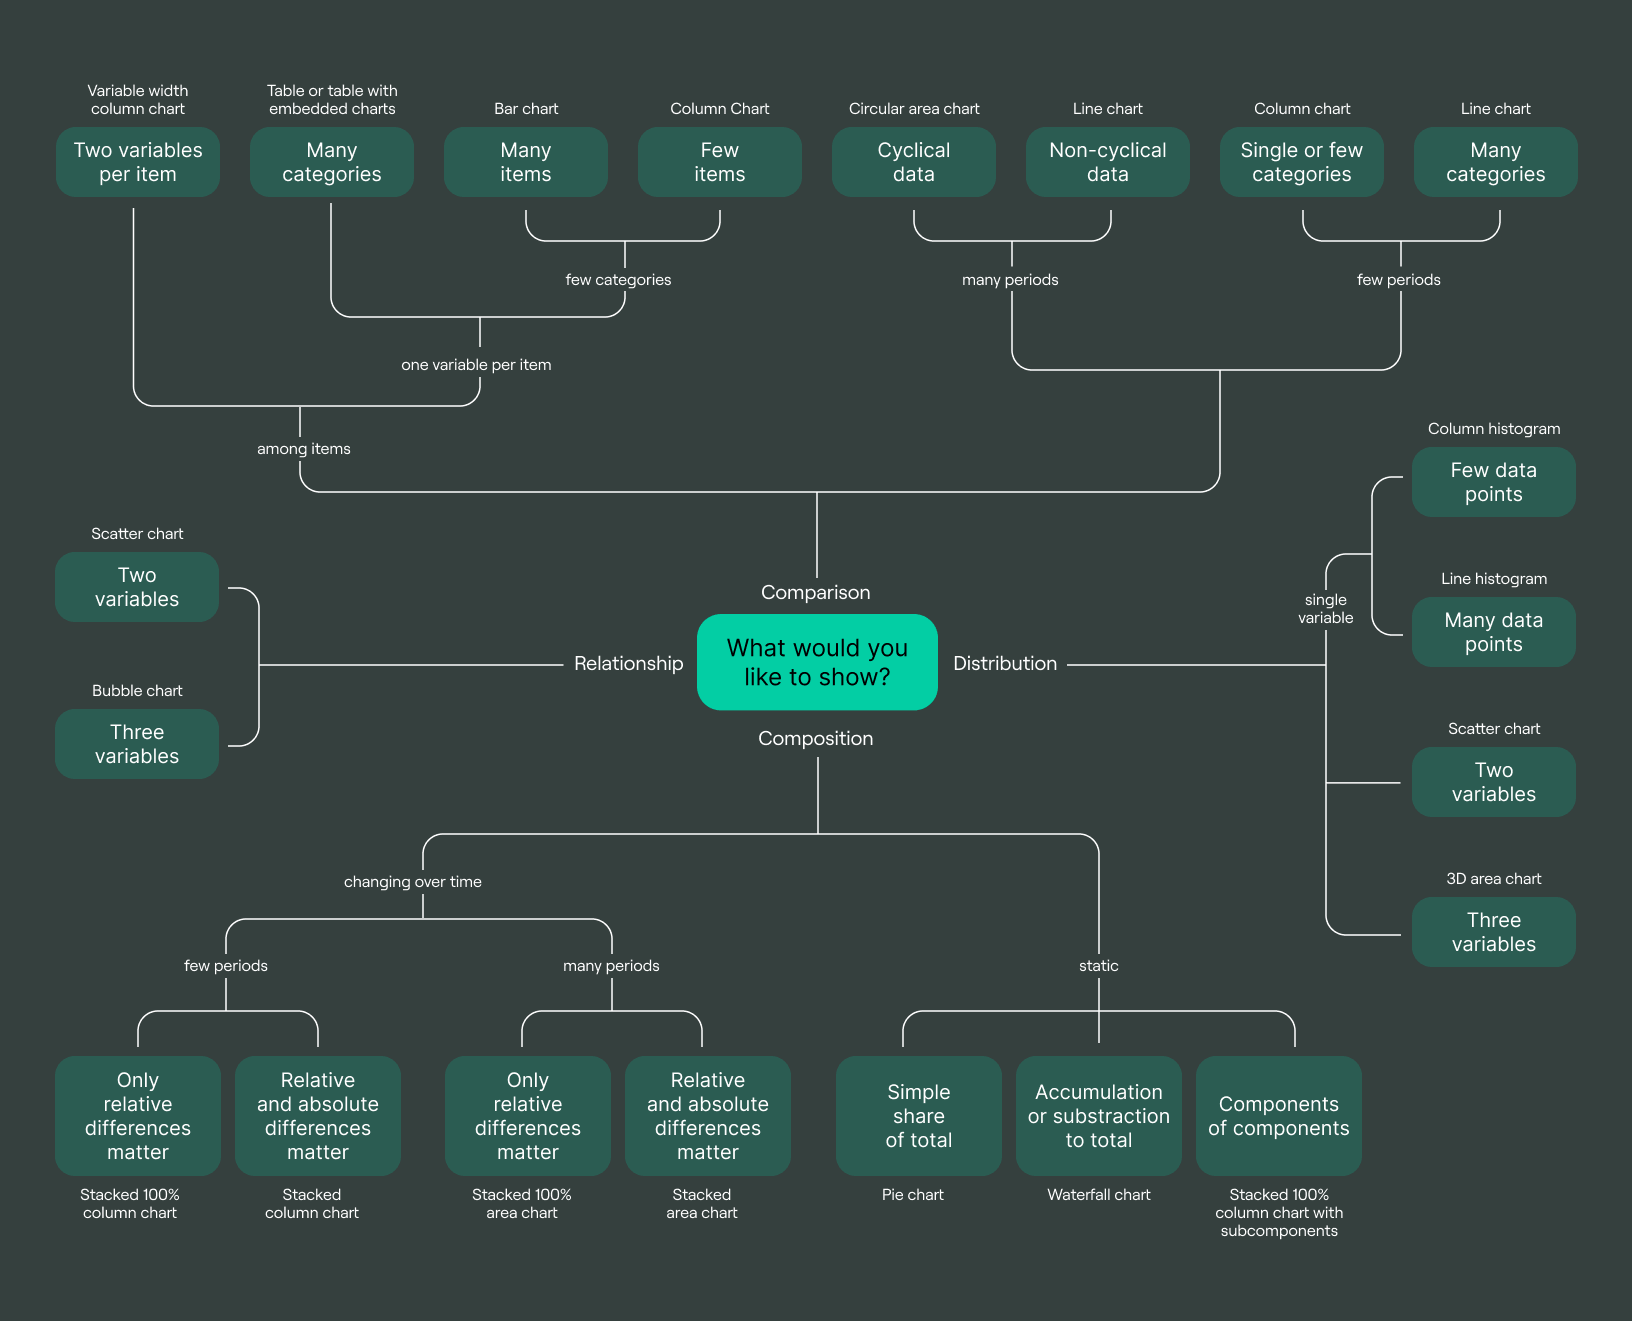 Variable width
column chart
Two variables
per item
Table or table with
embedded charts
Many
categories
Bar chart
Many
items
Column Chart
Few
items
Circular area chart
Cyclical
data
Line chart
Non-cyclical
data
Column chart
Single or few
categories
Line chart
Many
categories
few categories
many periods
few periods
one variable per item
among items
Column histogram
Few data
points
Scatter chart
Two
variables
Line histogram
Many data
points
single
variable
Comparison
What would you
like to show?
Relationship
Distribution
Composition
Bubble chart
Three
variables
Scatter chart
Two
variables
3D area chart
Three
variables
changing over time
few periods
many periods
static
Only
relative
differences
matter
Stacked 100%
column chart
Relative
and absolute
differences
matter
Stacked
column chart
Only
relative
differences
matter
Stacked 100%
area chart
Relative
and absolute
differences
matter
Stacked
area chart
Simple
share
of total
Pie chart
Accumulation
or substraction
to total
Waterfall chart
Components
of components
Stacked 100%
column chart with
subcomponents